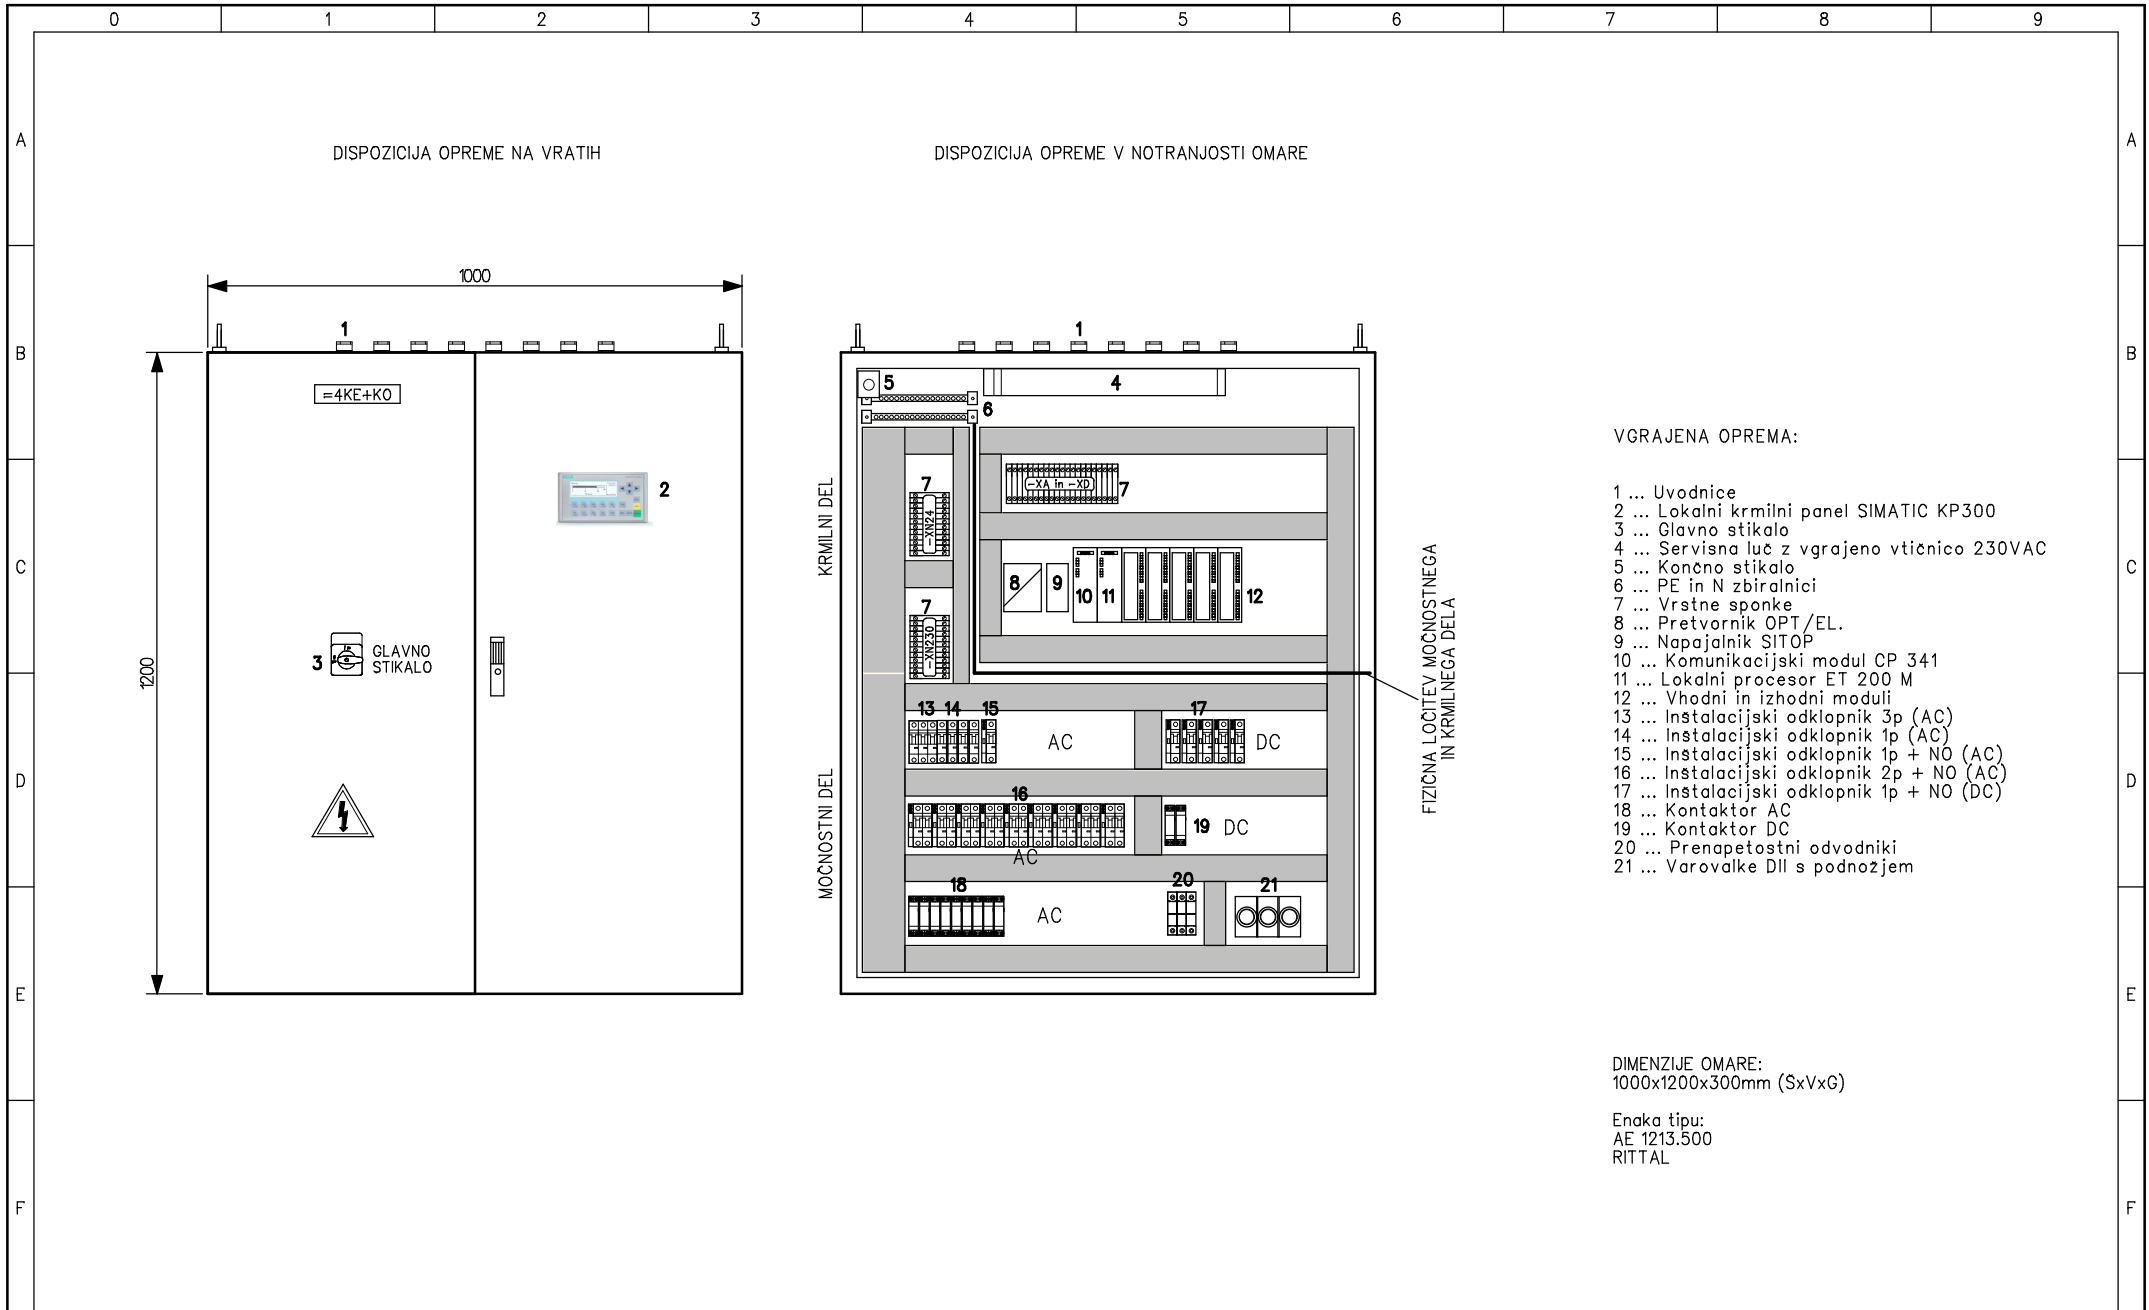 0 1 2 3 4 5 6 7 8 9
A A
DISPOZICIJA OPREME NA VRATIH
DISPOZICIJA OPREME V NOTRANJOSTI OMARE
1000
B B
1
=4KE+KO
2
C C
1200
3
GLAVNO
STIKALO
D D
E E
F F
1
5
4
6
KRMILNI DEL
7
-XN24
-XA in -XD
7
8
9
10
11
12
7
-XN230
FIZIČNA LOČITEV MOČNOSTNEGA
IN KRMILNEGA DELA
MOČNOSTNI DEL
13
14
15
AC
17
DC
16
AC
19
DC
18
AC
20
21
VGRAJENA OPREMA:
1 ... Uvodnice
2 ... Lokalni krmilni panel SIMATIC KP300
3 ... Glavno stikalo
4 ... Servisna luč z vgrajeno vtičnico 230VAC
5 ... Končno stikalo
6 ... PE in N zbiralnici
7 ... Vrstne sponke
8 ... Pretvornik OPT/EL.
9 ... Napajalnik SITOP
10 ... Komunikacijski modul CP 341
11 ... Lokalni procesor ET 200 M
12 ... Vhodni in izhodni moduli
13 ... Inštalacijski odklopnik 3p (AC)
14 ... Inštalacijski odklopnik 1p (AC)
15 ... Inštalacijski odklopnik 1p + NO (AC)
16 ... Inštalacijski odklopnik 2p + NO (AC)
17 ... Inštalacijski odklopnik 1p + NO (DC)
18 ... Kontaktor AC
19 ... Kontaktor DC
20 ... Prenapetostni odvodniki
21 ... Varovalke DII s podnožjem
DIMENZIJE OMARE:
1000x1200x300mm (ŠxVxG)
Enaka tipu:
AE 1213.500
RITTAL